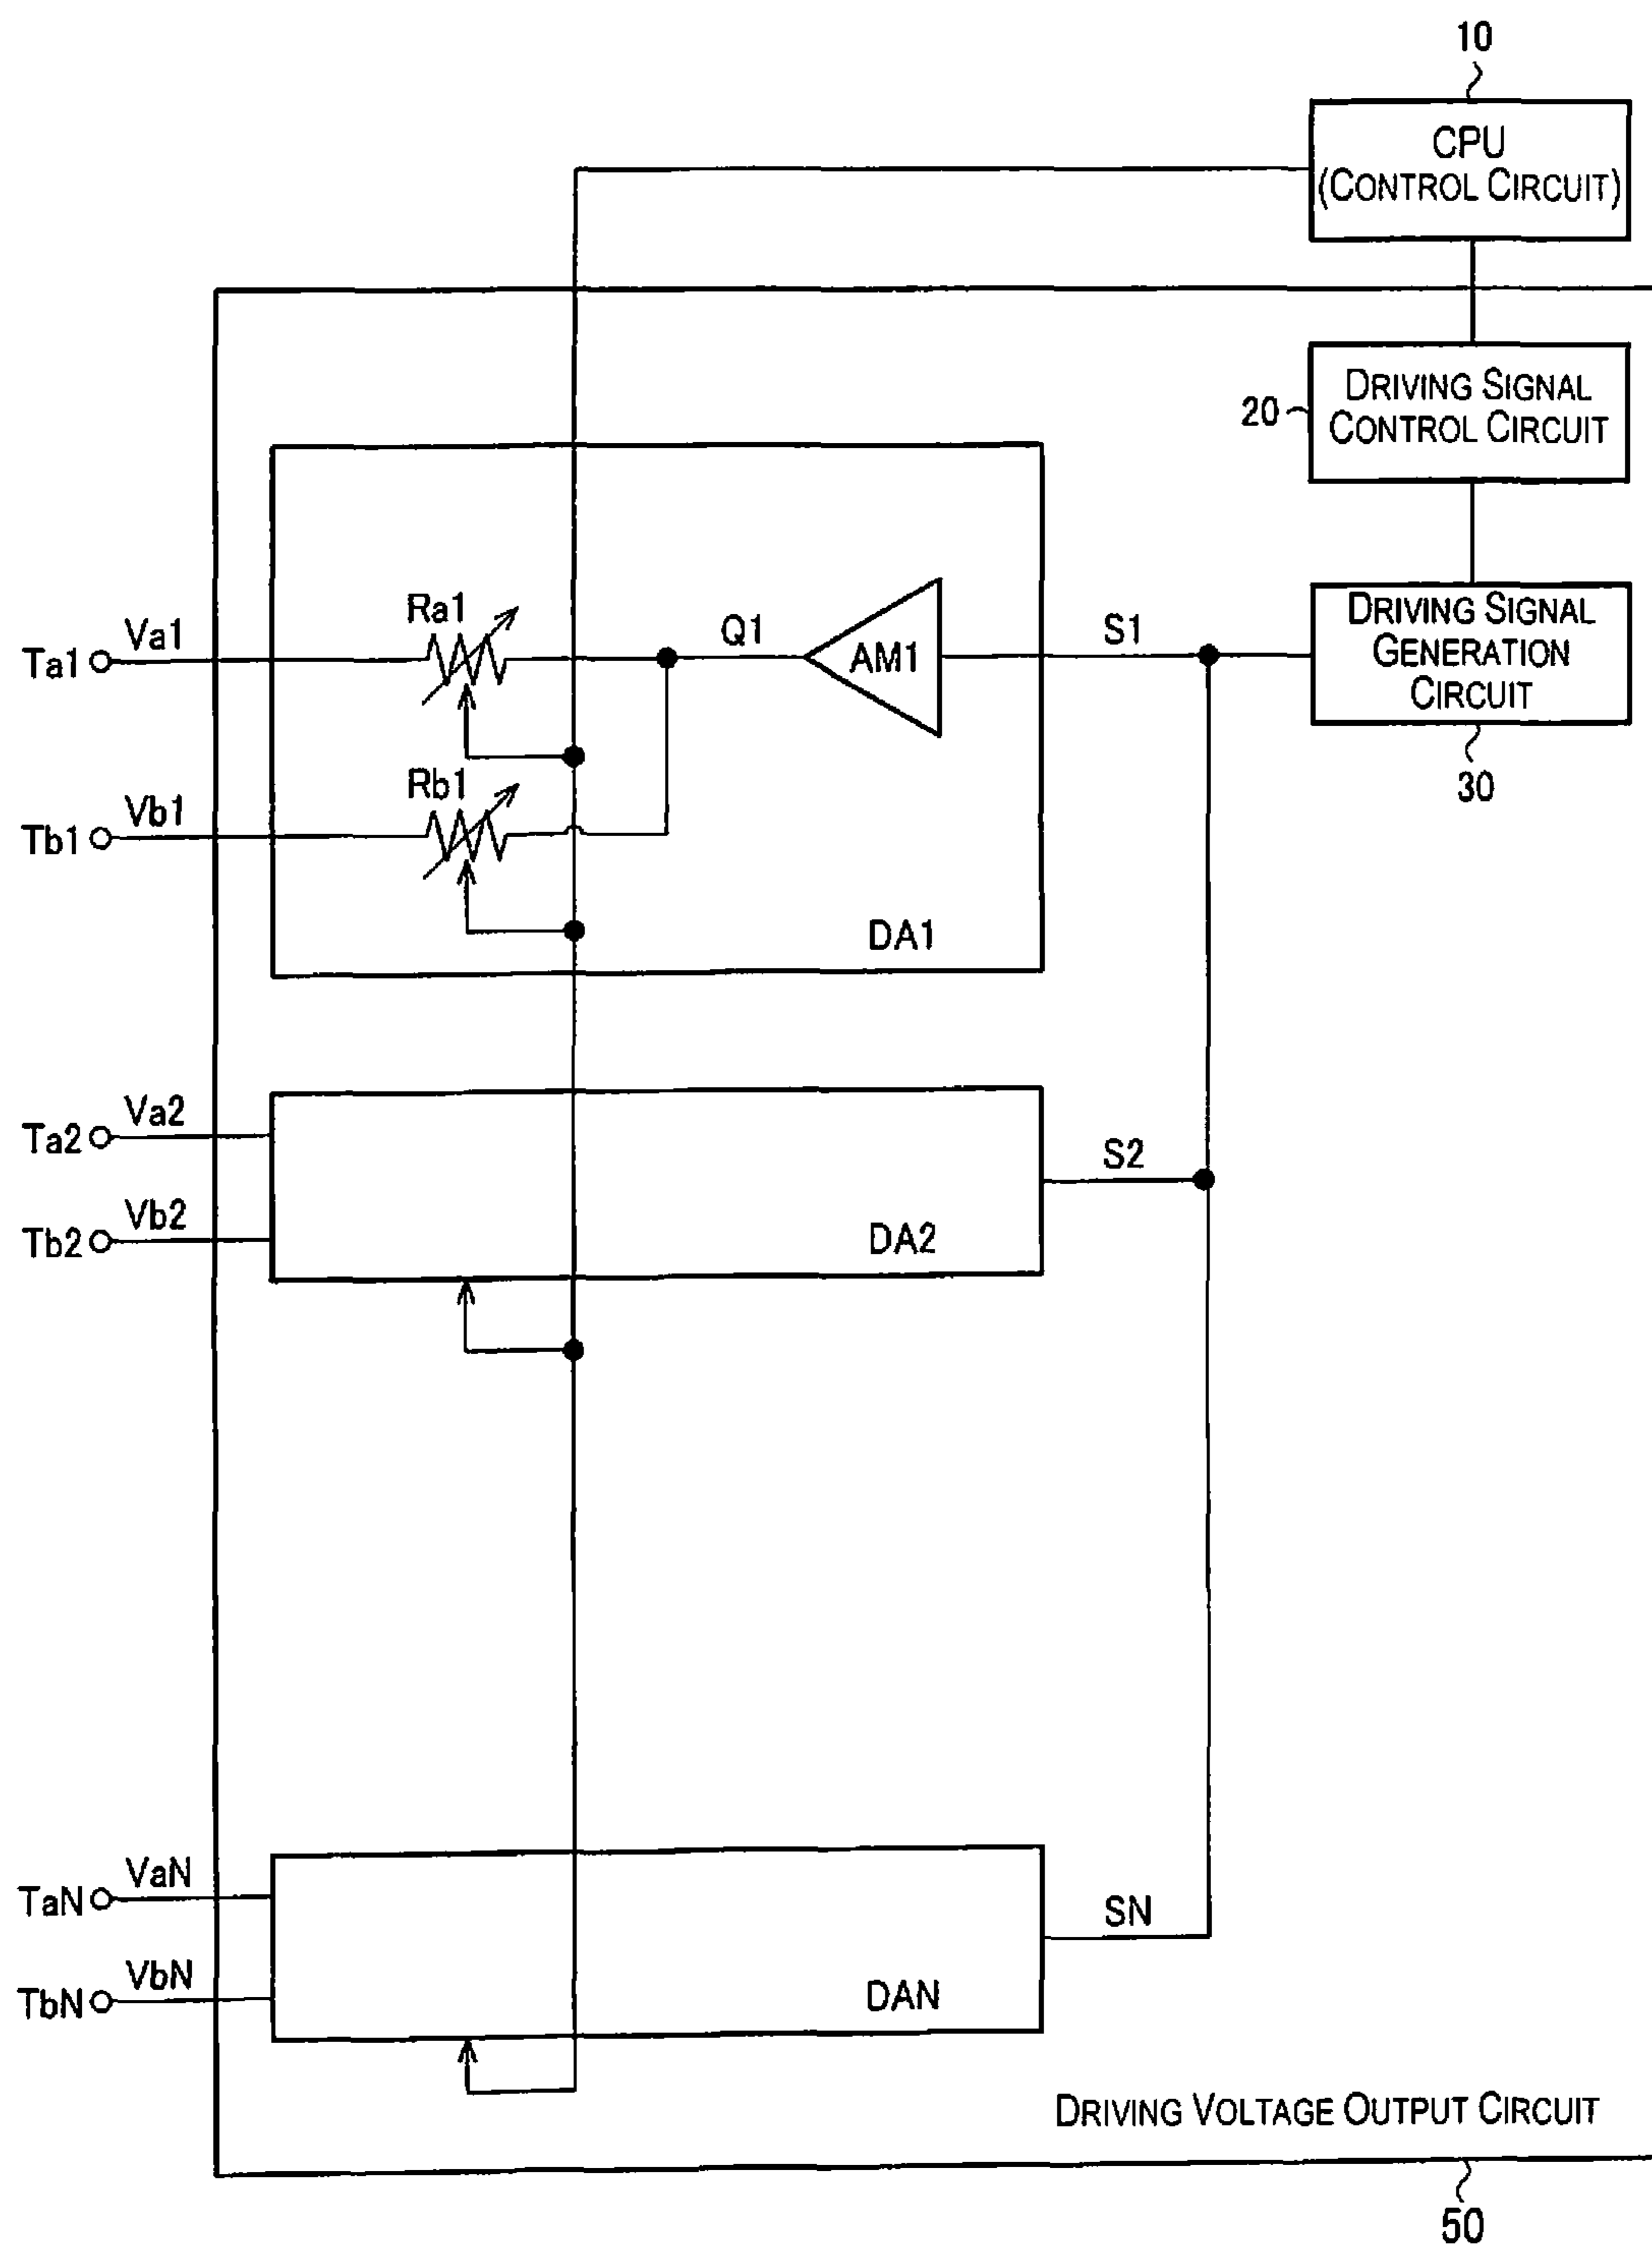 10
CPU
(CONTROL CIRCUIT)
20
DRIVING SIGNAL
CONTROL CIRCUIT
DRIVING SIGNAL
GENERATION
CIRCUIT
30
Ta1
Va1
Ra1
Q1
AM1
S1
Tb1
Vb1
Rb1
DA1
Ta2
Va2
S2
Tb2
Vb2
DA2
TaN
VaN
SN
TbN
VbN
DAN
DRIVING VOLTAGE OUTPUT CIRCUIT
50